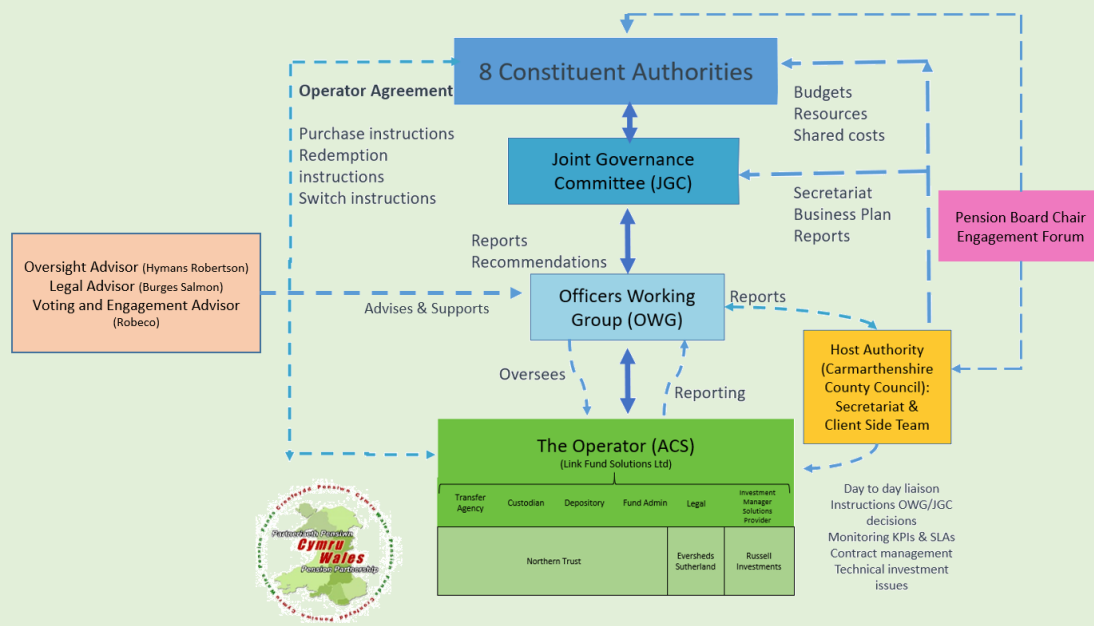 8 Constituent Authorities
Operator Agreement
Purchase instructions
Redemption
instructions
Switch instructions
Budgets
Resources
Shared costs
Joint Governance
Committee (JGC)
Secretariat
Business Plan
Reports
Pension Board Chair
Engagement Forum
Reports
Recommendations
Oversight Advisor (Hymans Robertson)
Legal Advisor (Burges Salmon)
Voting and Engagement Advisor
(Robeco)
Advises & Supports
Officers Working
Group (OWG)
Reports
Host Authority
(Carmarthenshire
County Council):
Secretariat &
Client Side Team
Oversees
Reporting
The Operator (ACS)
(Link Fund Solutions Ltd)
Transfer
Agency
Custodian
Depository
Fund Admin
Legal
Investment
Manager
Solutions
Provider
Northern Trust
Eversheds
Sutherland
Russell
Investments
Day to day liaison
Instructions OWG/JGC
decisions
Monitoring KPIs & SLAs
Contract management
Technical investment
issues
Partneriaeth Pensiwn
Cymru
Wales
Pension Partnership